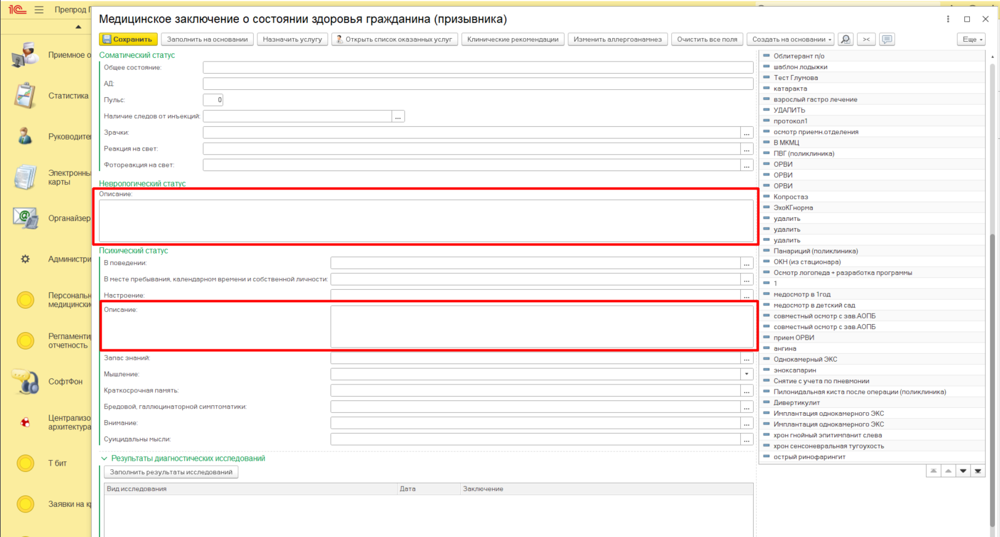 1С
Препрод
Медицинское заключение о состоянии здоровья гражданина (призывника)
Сохранить
Заполнить на основании
Назначить услугу
Открыть список оказанных услуг
Клинические рекомендации
Изменить аллергоанамнез
Очистить все поля
Создать на основании
><
Еще
Приемное о
Статистика
Руководител
Электронны
карты
Органайзер
Администри
Персональн
медицински
Регламенти
отчетность
СофтФон
Централизо
архитектура
Т бит
Заявки на к
Соматический статус
Общее состояние:
АД:
Пульс: 0
Наличие следов от инъекций: ...
Зрачки: ...
Реакция на свет: ...
Фотореакция на свет: ...
Неврологический статус
Описание:
Психический статус
В поведении: ...
В месте пребывания, календарном времени и собственной личности: ...
Настроение: ...
Описание:
Запас знаний: ...
Мышление:
Краткосрочная память: ...
Бредовой, галлюцинаторной симптоматики: ...
Внимание: ...
Суицидальны мысли: ...
Результаты диагностических исследований
Заполнить результаты исследований
Вид исследования
Дата
Заключение
Облитерант п/о
шаблон лодыжки
Тест Глумова
катаракта
взрослый гастро лечение
УДАЛИТЬ
протокол1
осмотр приемн.отделения
В МКМЦ
ПВГ (поликлиника)
ОРВИ
ОРВИ
ОРВИ
Копростаз
ЭхоКГнорма
удалить
удалить
удалить
Панариций (поликлиника)
ОКН (из стационара)
Осмотр логопеда + разработка программы
1
медосмотр в 1год
медосмотр в детский сад
совместный осмотр с зав.АОПБ
совместный осмотр с зав.АОПБ
прием ОРВИ
ангина
Однокамерный ЭКС
эноксапарин
Снятие с учета по пневмонии
Пилонидальная киста после операции (поликлиника)
Дивертикулит
Имплантация однокамерного ЭКС
Имплантация однокамерного ЭКС
хрон гнойный эпитимпанит слева
хрон сенсоневральная тугоухость
острый ринофарингит